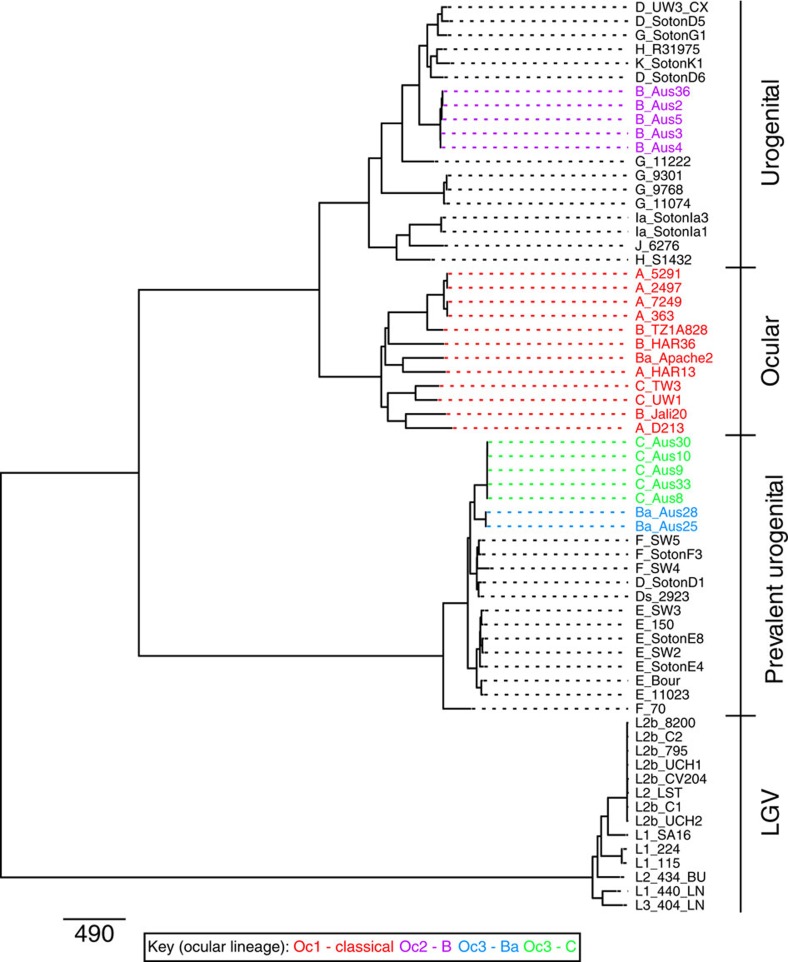 D_UW3_CX
D_SotonD5
G_SotonG1
H_R31975
K_SotonK1
D_SotonD6
B_Aus36
B_Aus2
B_Aus5
B_Aus3
B_Aus4
G_11222
G_9301
G_9768
G_11074
Ia_SotonIa3
Ia_SotonIa1
J_6276
H_S1432
Urogenital
A_5291
A_2497
A_7249
A_363
B_TZ1A828
B_HAR36
Ba_Apache2
A_HAR13
C_TW3
C_UW1
B_Jali20
A_D213
Ocular
C_Aus30
C_Aus10
C_Aus9
C_Aus33
C_Aus8
Ba_Aus28
Ba_Aus25
F_SW5
F_SotonF3
F_SW4
D_SotonD1
Ds_2923
E_SW3
E_150
E_SotonE8
E_SW2
E_SotonE4
E_Bour
E_11023
F_70
Prevalent urogenital
L2b_8200
L2b_C2
L2b_795
L2b_UCH1
L2b_CV204
L2_LST
L2b_C1
L2b_UCH2
L1_SA16
L1_224
L1_115
L2_434_BU
L1_440_LN
L3_404_LN
LGV
490
Key (ocular lineage): Oc1 - classical Oc2 - B Oc3 - Ba Oc3 - C